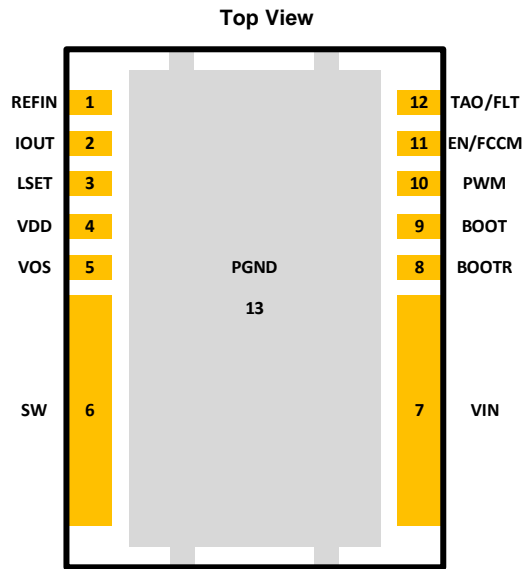 Top View
REFIN 1 12 TAO/FLT
IOUT 2 11 EN/FCCM
LSET 3 10 PWM
VDD 4 9 BOOT
VOS 5 8 BOOTR
PGND
13
SW 6 7 VIN